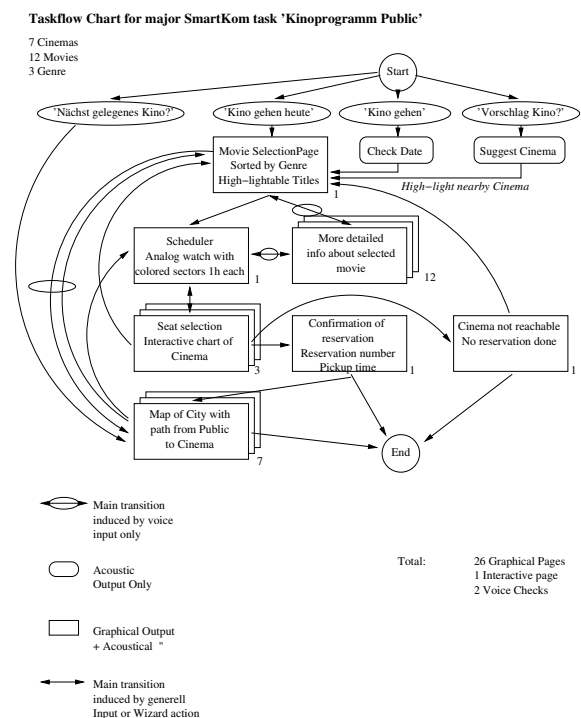 Taskflow Chart for major SmartKom task 'Kinoprogramm Public'
7 Cinemas
12 Movies
3 Genre
Start
'Nächst gelegenes Kino?'
'Kino gehen heute'
'Kino gehen'
'Vorschlag Kino?'
Movie SelectionPage
Sorted by Genre
High-lightable Titles
1
Check Date
Suggest Cinema
High-light nearby Cinema
Scheduler
Analog watch with
colored sectors 1h each
1
More detailed
info about selected
movie
12
Seat selection
Interactive chart of
Cinema
3
Confirmation of
reservation
Reservation number
Pickup time
1
Cinema not reachable
No reservation done
1
Map of City with
path from Public
to Cinema
7
End
Main transition
induced by voice
input only
Acoustic
Output Only
Graphical Output
+ Acoustical "
Main transition
induced by generell
Input or Wizard action
Total:
26 Graphical Pages
1 Interactive page
2 Voice Checks